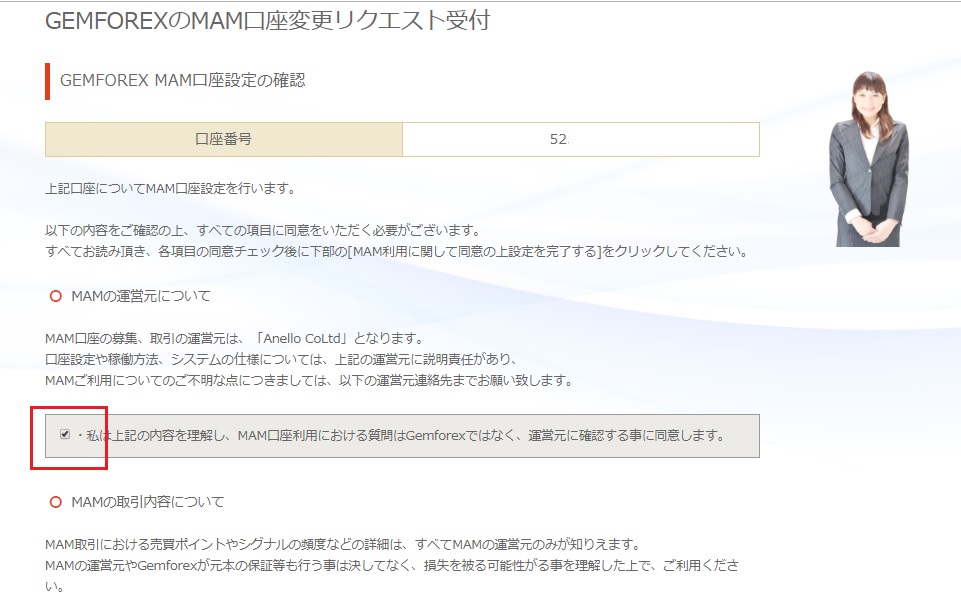 GEMFOREXのMAM口座変更リクエスト受付
GEMFOREX MAM口座設定の確認
口座番号 52
上記口座についてMAM口座設定を行います。
以下の内容をご確認の上、すべての項目に同意をいただく必要がございます。
すべてお読み頂き、各項目の同意チェック後に下部の[MAM利用に関して同意の上設定を完了する]をクリックしてください。
MAMの運営元について
MAM口座の募集、取引の運営元は、「Anello CoLtd」となります。
口座設定や稼働方法、システムの仕様については、上記の運営元に説明責任があり、
MAMご利用についてのご不明な点につきましては、以下の運営元連絡先までお願い致します。
・私は上記の内容を理解し、MAM口座利用における質問はGemforexではなく、運営元に確認する事に同意します。
MAMの取引内容について
MAM取引における売買ポイントやシグナルの頻度などの詳細は、すべてMAMの運営元のみが知りえます。
MAMの運営元やGemforexが元本の保証等も行う事は決してなく、損失を被る可能性がる事を理解した上で、ご利用くださ
い。